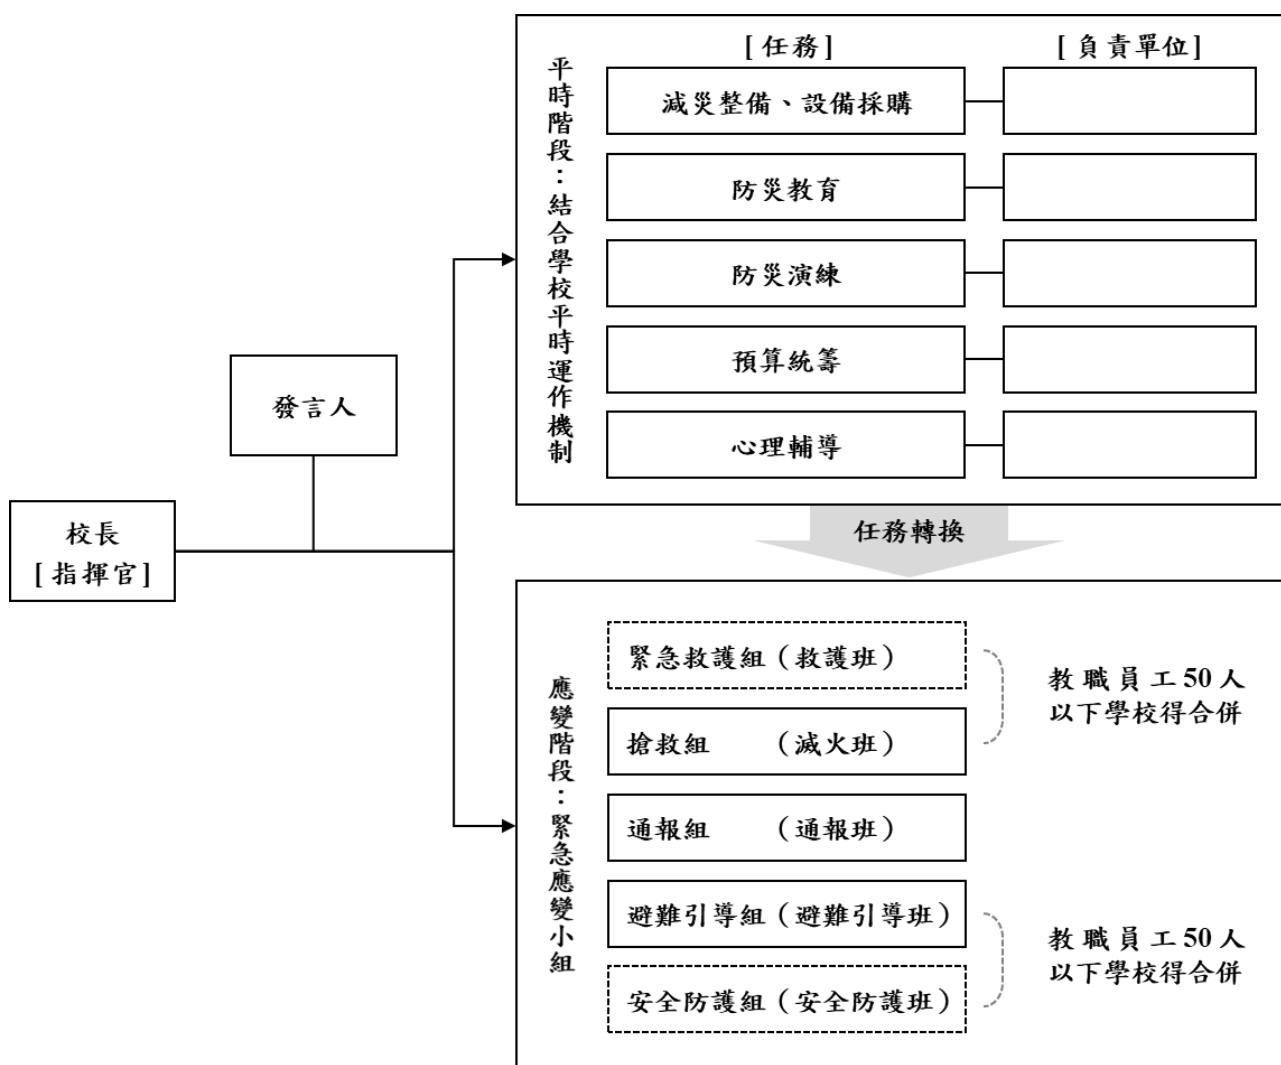 [任務]
[負責單位]
平時階段：結合學校平時運作機制
減災整備、設備採購
防災教育
防災演練
預算統籌
心理輔導
發言人
校長
[指揮官]
任務轉換
應變階段：緊急應變小組
緊急救護組（救護班）
搶救組　　（滅火班）
通報組　　（通報班）
避難引導組（避難引導班）
安全防護組（安全防護班）
教職員工50人
以下學校得合併
教職員工50人
以下學校得合併